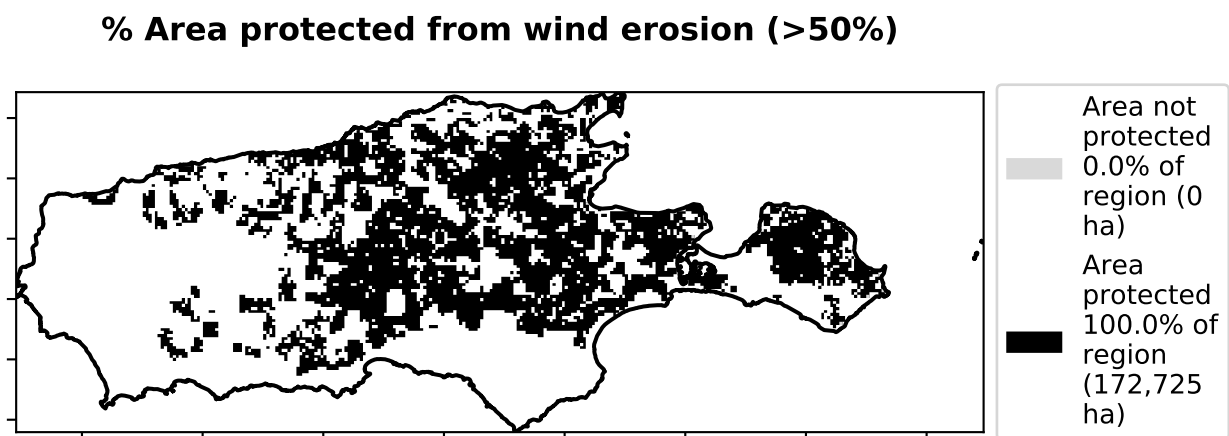 % Area protected from wind erosion (>50%)
Area not
protected
0.0% of
region (0
ha)
Area
protected
100.0% of
region
(172,725
ha)